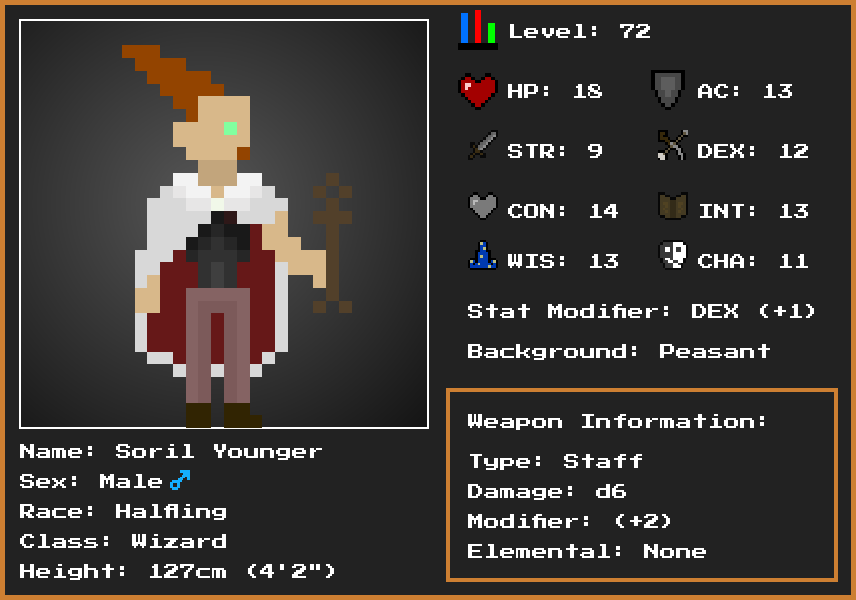 Level: 72
HP: 18 AC: 13
STR: 9 DEX: 12
CON: 14 INT: 13
WIS: 13 CHA: 11
Stat Modifier: DEX (+1)
Background: Peasant
Weapon Information:
Type: Staff
Damage: d6
Modifier: (+2)
Elemental: None
Name: Soril Younger
Sex: Male ♂
Race: Halfling
Class: Wizard
Height: 127cm (4'2")